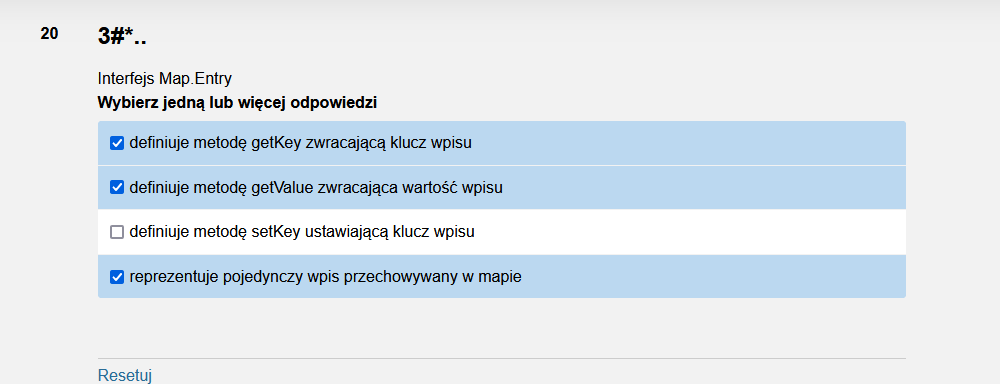 20
3#*..
Interfejs Map.Entry
Wybierz jedną lub więcej odpowiedzi
definiuje metodę getKey zwracającą klucz wpisu
definiuje metodę getValue zwracająca wartość wpisu
definiuje metodę setKey ustawiającą klucz wpisu
reprezentuje pojedynczy wpis przechowywany w mapie
Resetuj